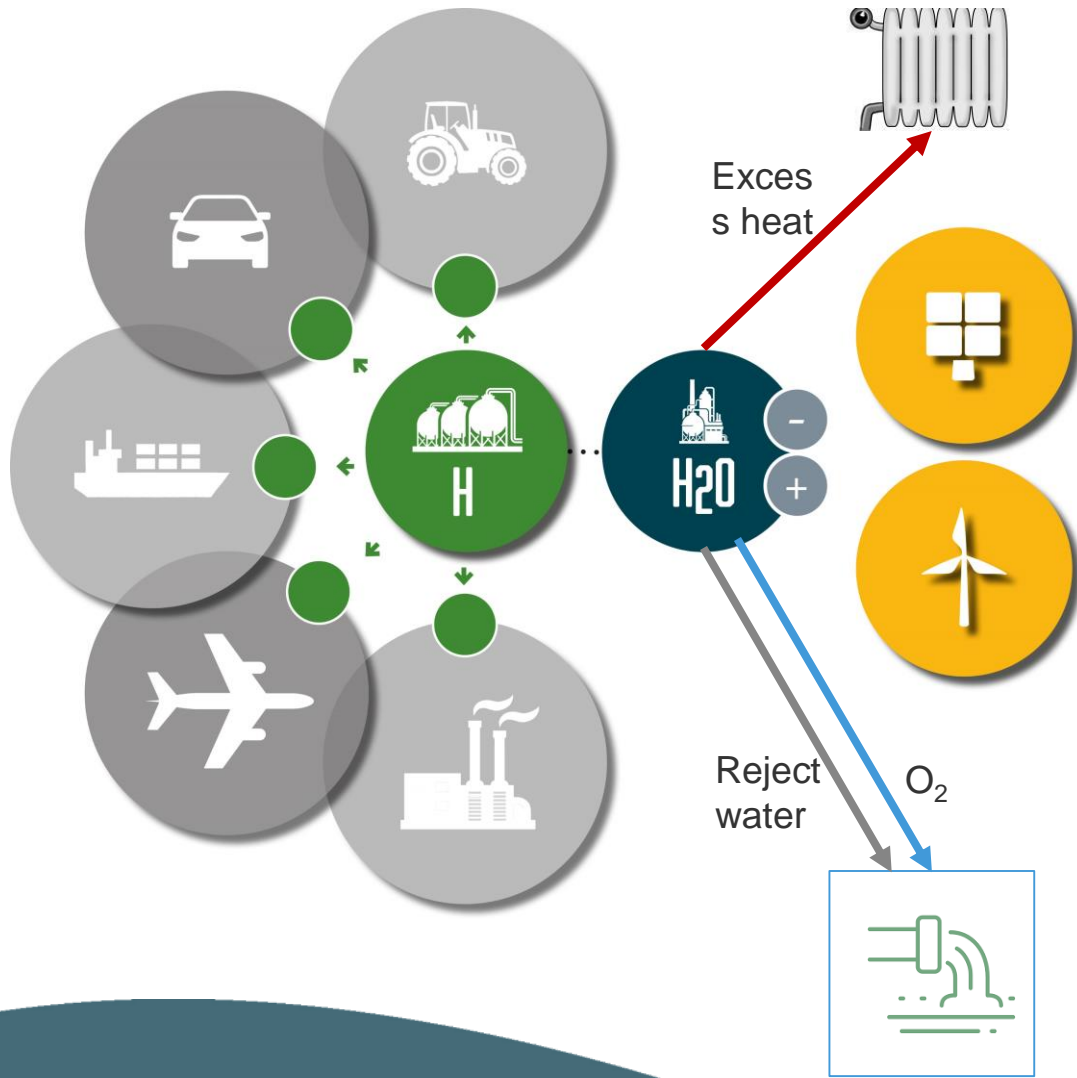 Exces
s heat
H
H2O
-
+
Reject
water
O₂